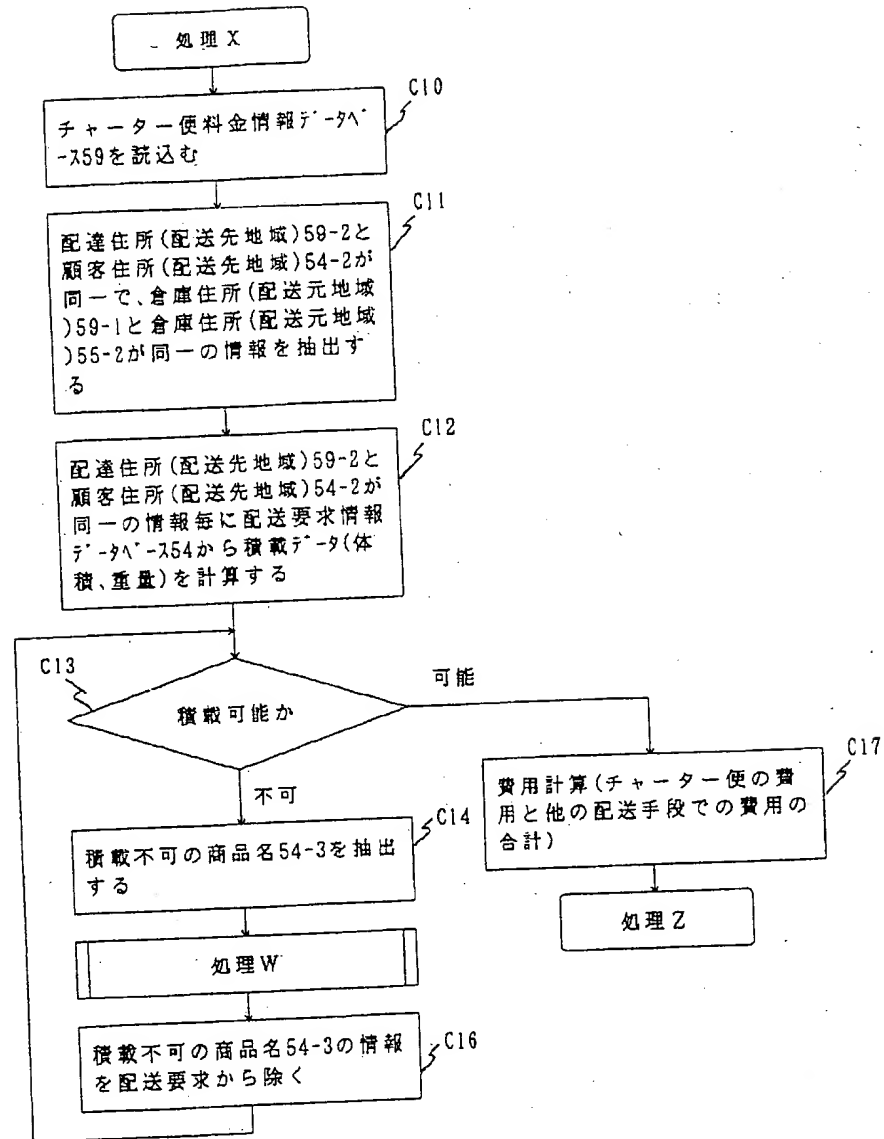 処理X
C10
チャーター便料金情報ﾃﾞｰﾀﾍﾞ
ｰｽ59を読込む
C11
配達住所(配送先地域)59-2と
顧客住所(配送先地域)54-2が
同一で、倉庫住所(配送元地域
)59-1と倉庫住所(配送元地域
)55-2が同一の情報を抽出す
る
C12
配達住所(配送先地域)59-2と
顧客住所(配送先地域)54-2が
同一の情報毎に配送要求情報
ﾃﾞｰﾀﾍﾞｰｽ54から積載ﾃﾞｰﾀ(体
積、重量)を計算する
C13
積載可能か
可能
不可
C17
費用計算(チャーター便の費
用と他の配送手段での費用の
合計)
処理Z
C14
積載不可の商品名54-3を抽出
する
処理W
C16
積載不可の商品名54-3の情報
を配送要求から除く